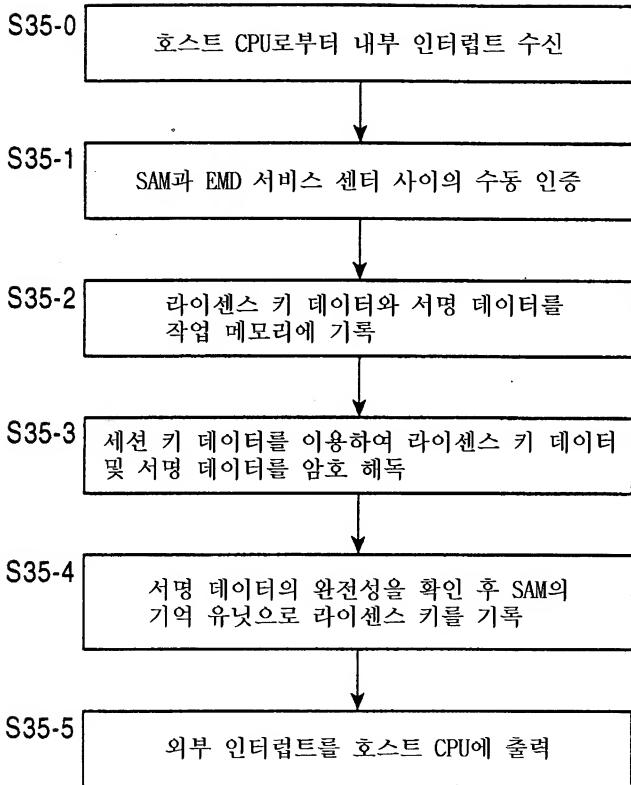 S35-0
호스트 CPU로부터 내부 인터럽트 수신
S35-1
SAM과 EMD 서비스 센터 사이의 수동 인증
S35-2
라이센스 키 데이터와 서명 데이터를
작업 메모리에 기록
S35-3
세션 키 데이터를 이용하여 라이센스 키 데이터
및 서명 데이터를 암호 해독
S35-4
서명 데이터의 완전성을 확인 후 SAM의
기억 유닛으로 라이센스 키를 기록
S35-5
외부 인터럽트를 호스트 CPU에 출력